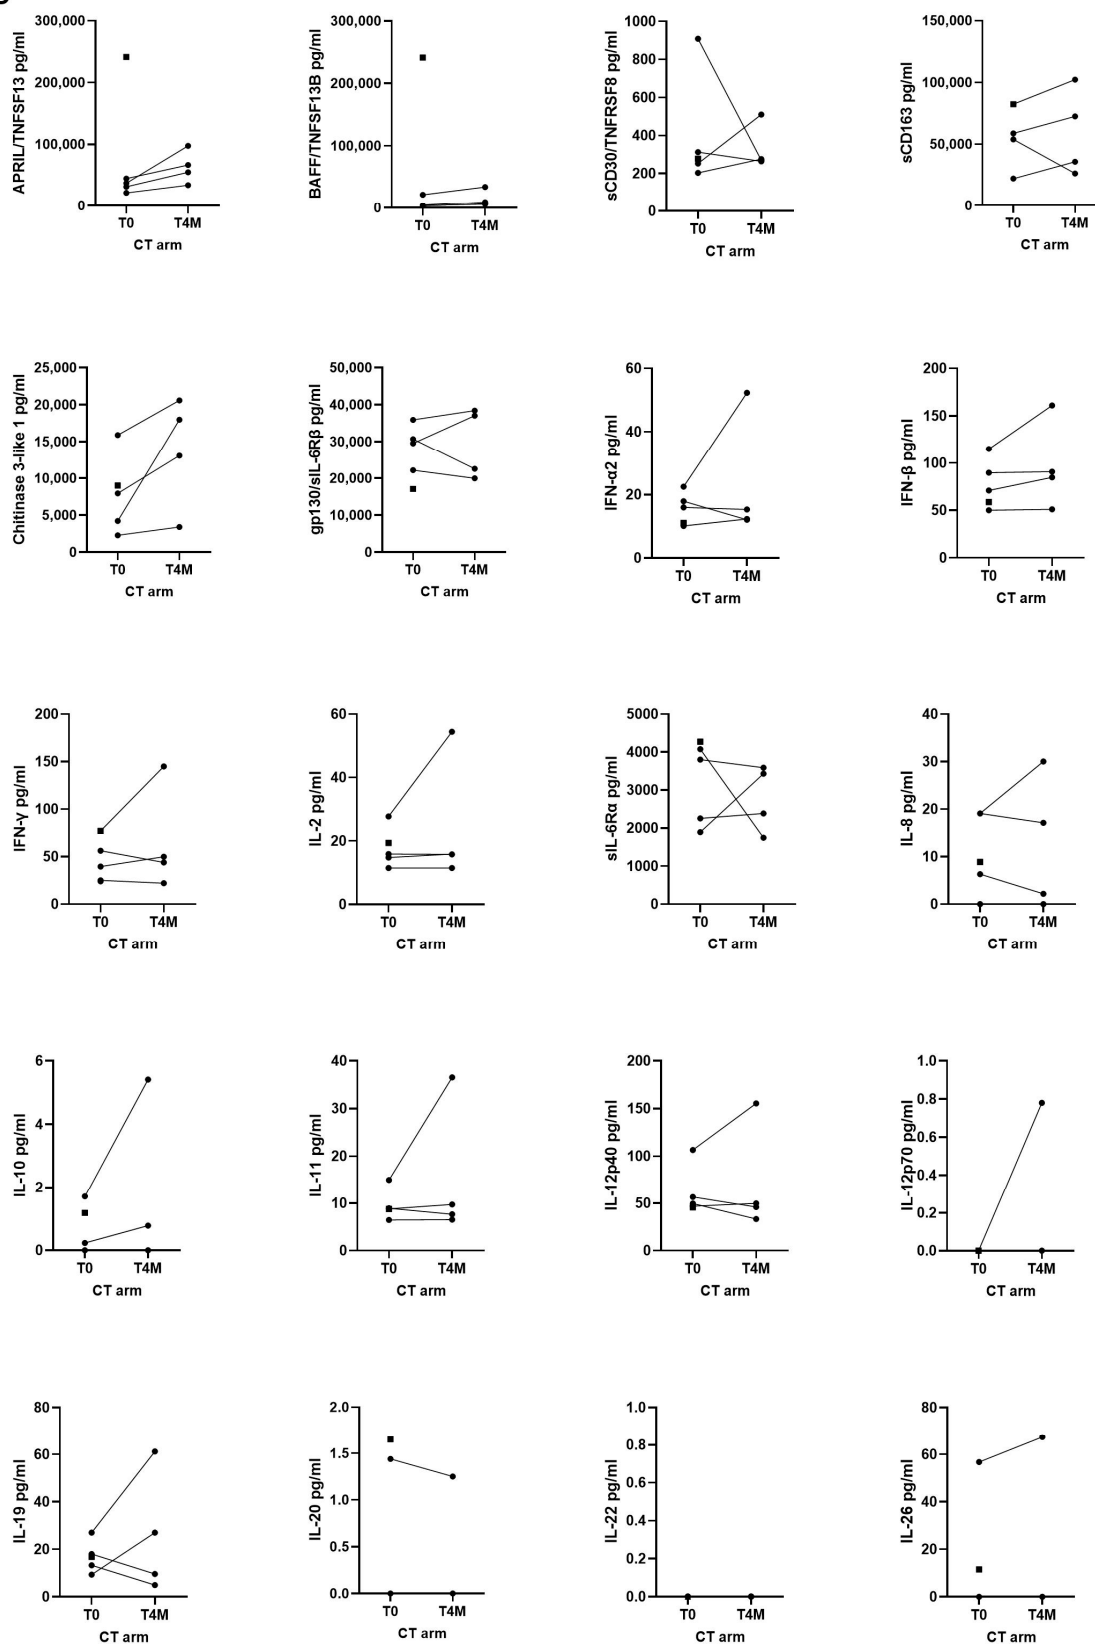 APRIL/TNFSF13 pg/ml
300,000
200,000
100,000
0
T0 T4M
CT arm
BAFF/TNFSF13B pg/ml
300,000
200,000
100,000
0
T0 T4M
CT arm
sCD30/TNFRSF8 pg/ml
1000
800
600
400
200
0
T0 T4M
CT arm
sCD163 pg/ml
150,000
100,000
50,000
0
T0 T4M
CT arm
Chitinase 3-like 1 pg/ml
25,000
20,000
15,000
10,000
5,000
0
T0 T4M
CT arm
gp130/sIL-6Rβ pg/ml
50,000
40,000
30,000
20,000
10,000
0
T0 T4M
CT arm
IFN-α2 pg/ml
60
40
20
0
T0 T4M
CT arm
IFN-β pg/ml
200
150
100
50
0
T0 T4M
CT arm
IFN-γ pg/ml
200
150
100
50
0
T0 T4M
CT arm
IL-2 pg/ml
60
40
20
0
T0 T4M
CT arm
sIL-6Rα pg/ml
5000
4000
3000
2000
1000
0
T0 T4M
CT arm
IL-8 pg/ml
40
30
20
10
0
T0 T4M
CT arm
IL-10 pg/ml
6
4
2
0
T0 T4M
CT arm
IL-11 pg/ml
40
30
20
10
0
T0 T4M
CT arm
IL-12p40 pg/ml
200
150
100
50
0
T0 T4M
CT arm
IL-12p70 pg/ml
1.0
0.8
0.6
0.4
0.2
0.0
T0 T4M
CT arm
IL-19 pg/ml
80
60
40
20
0
T0 T4M
CT arm
IL-20 pg/ml
2.0
1.5
1.0
0.5
0.0
T0 T4M
CT arm
IL-22 pg/ml
1.0
0.8
0.6
0.4
0.2
0.0
T0 T4M
CT arm
IL-26 pg/ml
80
60
40
20
0
T0 T4M
CT arm